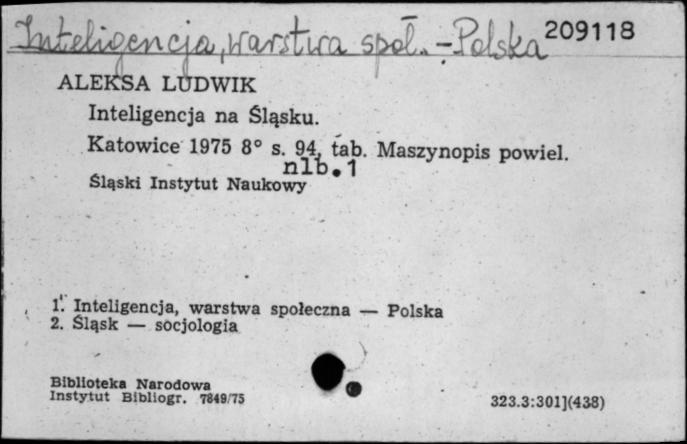 Inteligencja, warstwa społ. – Polska 209118
ALEKSA LUDWIK
Inteligencja na Śląsku.
Katowice 1975 8° s. 94, tab. Maszynopis powiel.
nlb.1
Śląski Instytut Naukowy
1. Inteligencja, warstwa społeczna — Polska
2. Śląsk — socjologia
Biblioteka Narodowa
Instytut Bibliogr. 7849/75
323.3:301](438)